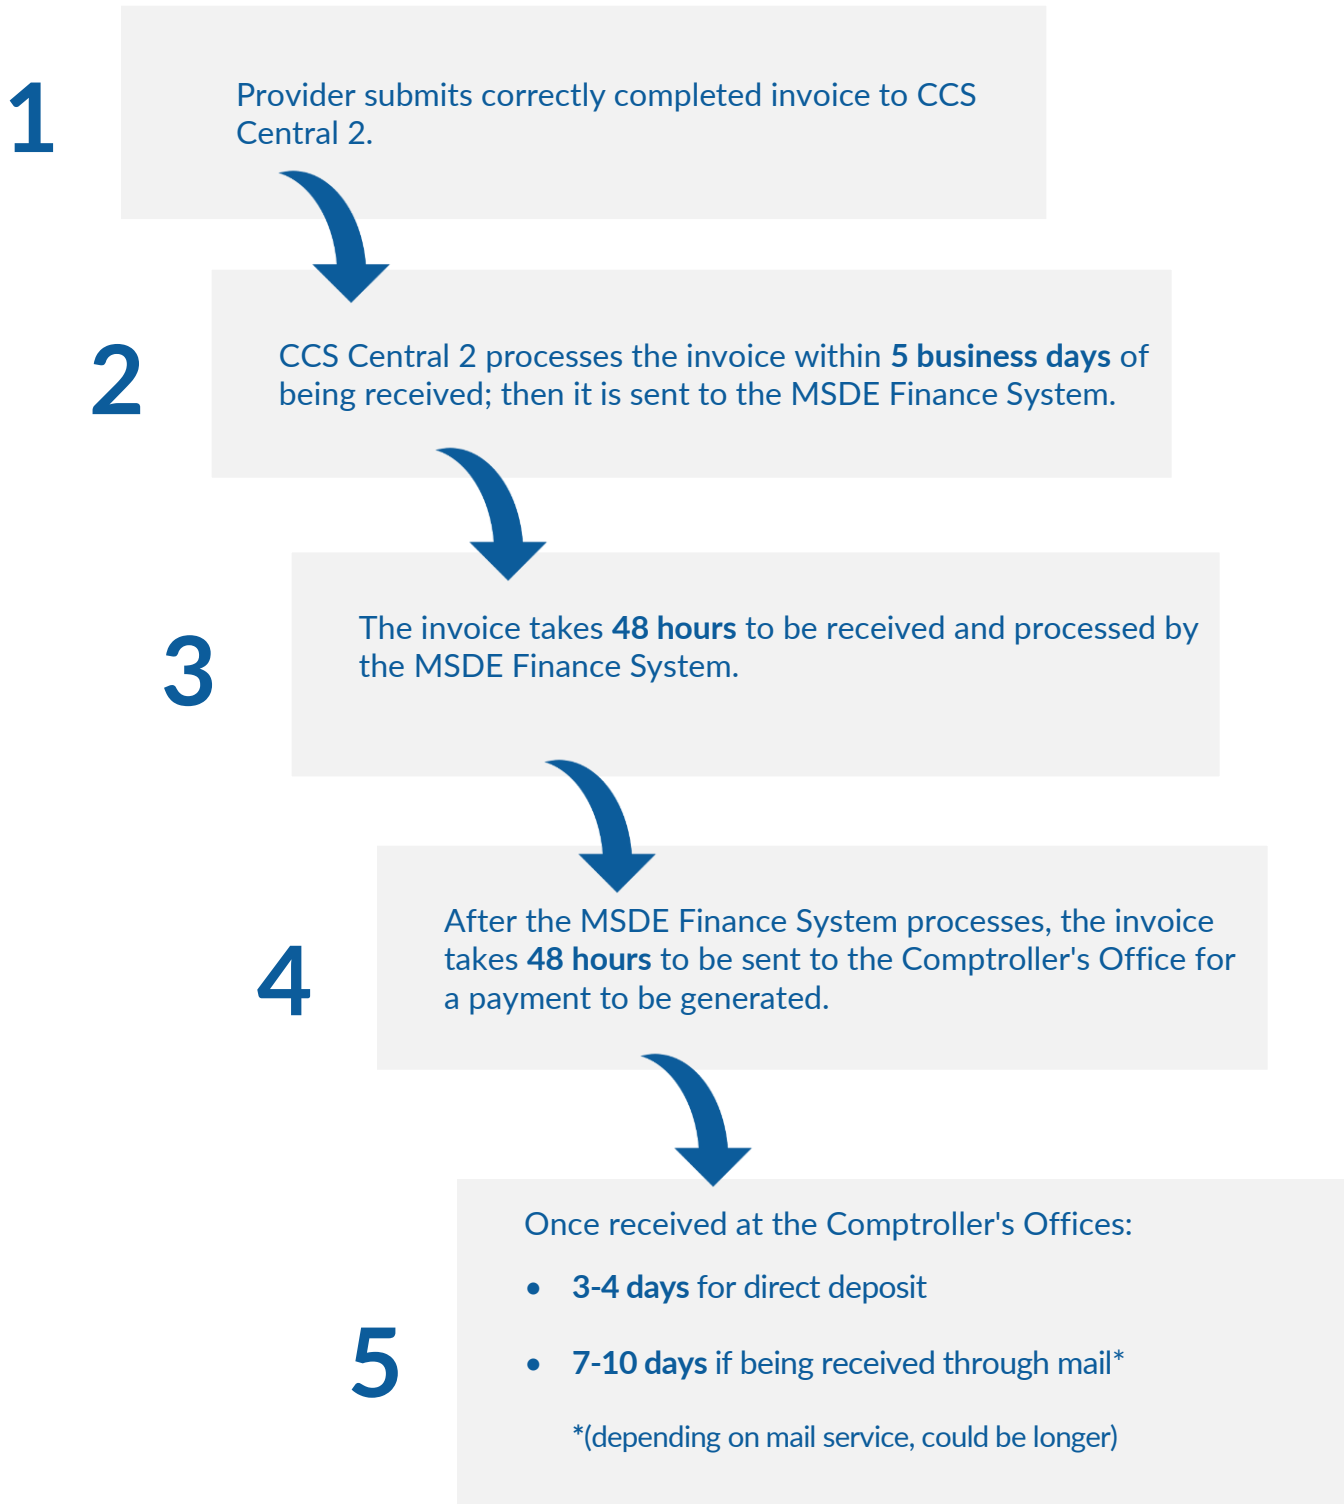 1
Provider submits correctly completed invoice to CCS
Central 2.
2
CCS Central 2 processes the invoice within 5 business days of
being received; then it is sent to the MSDE Finance System.
3
The invoice takes 48 hours to be received and processed by
the MSDE Finance System.
4
After the MSDE Finance System processes, the invoice
takes 48 hours to be sent to the Comptroller's Office for
a payment to be generated.
5
Once received at the Comptroller's Offices:
• 3-4 days for direct deposit
• 7-10 days if being received through mail*
*(depending on mail service, could be longer)